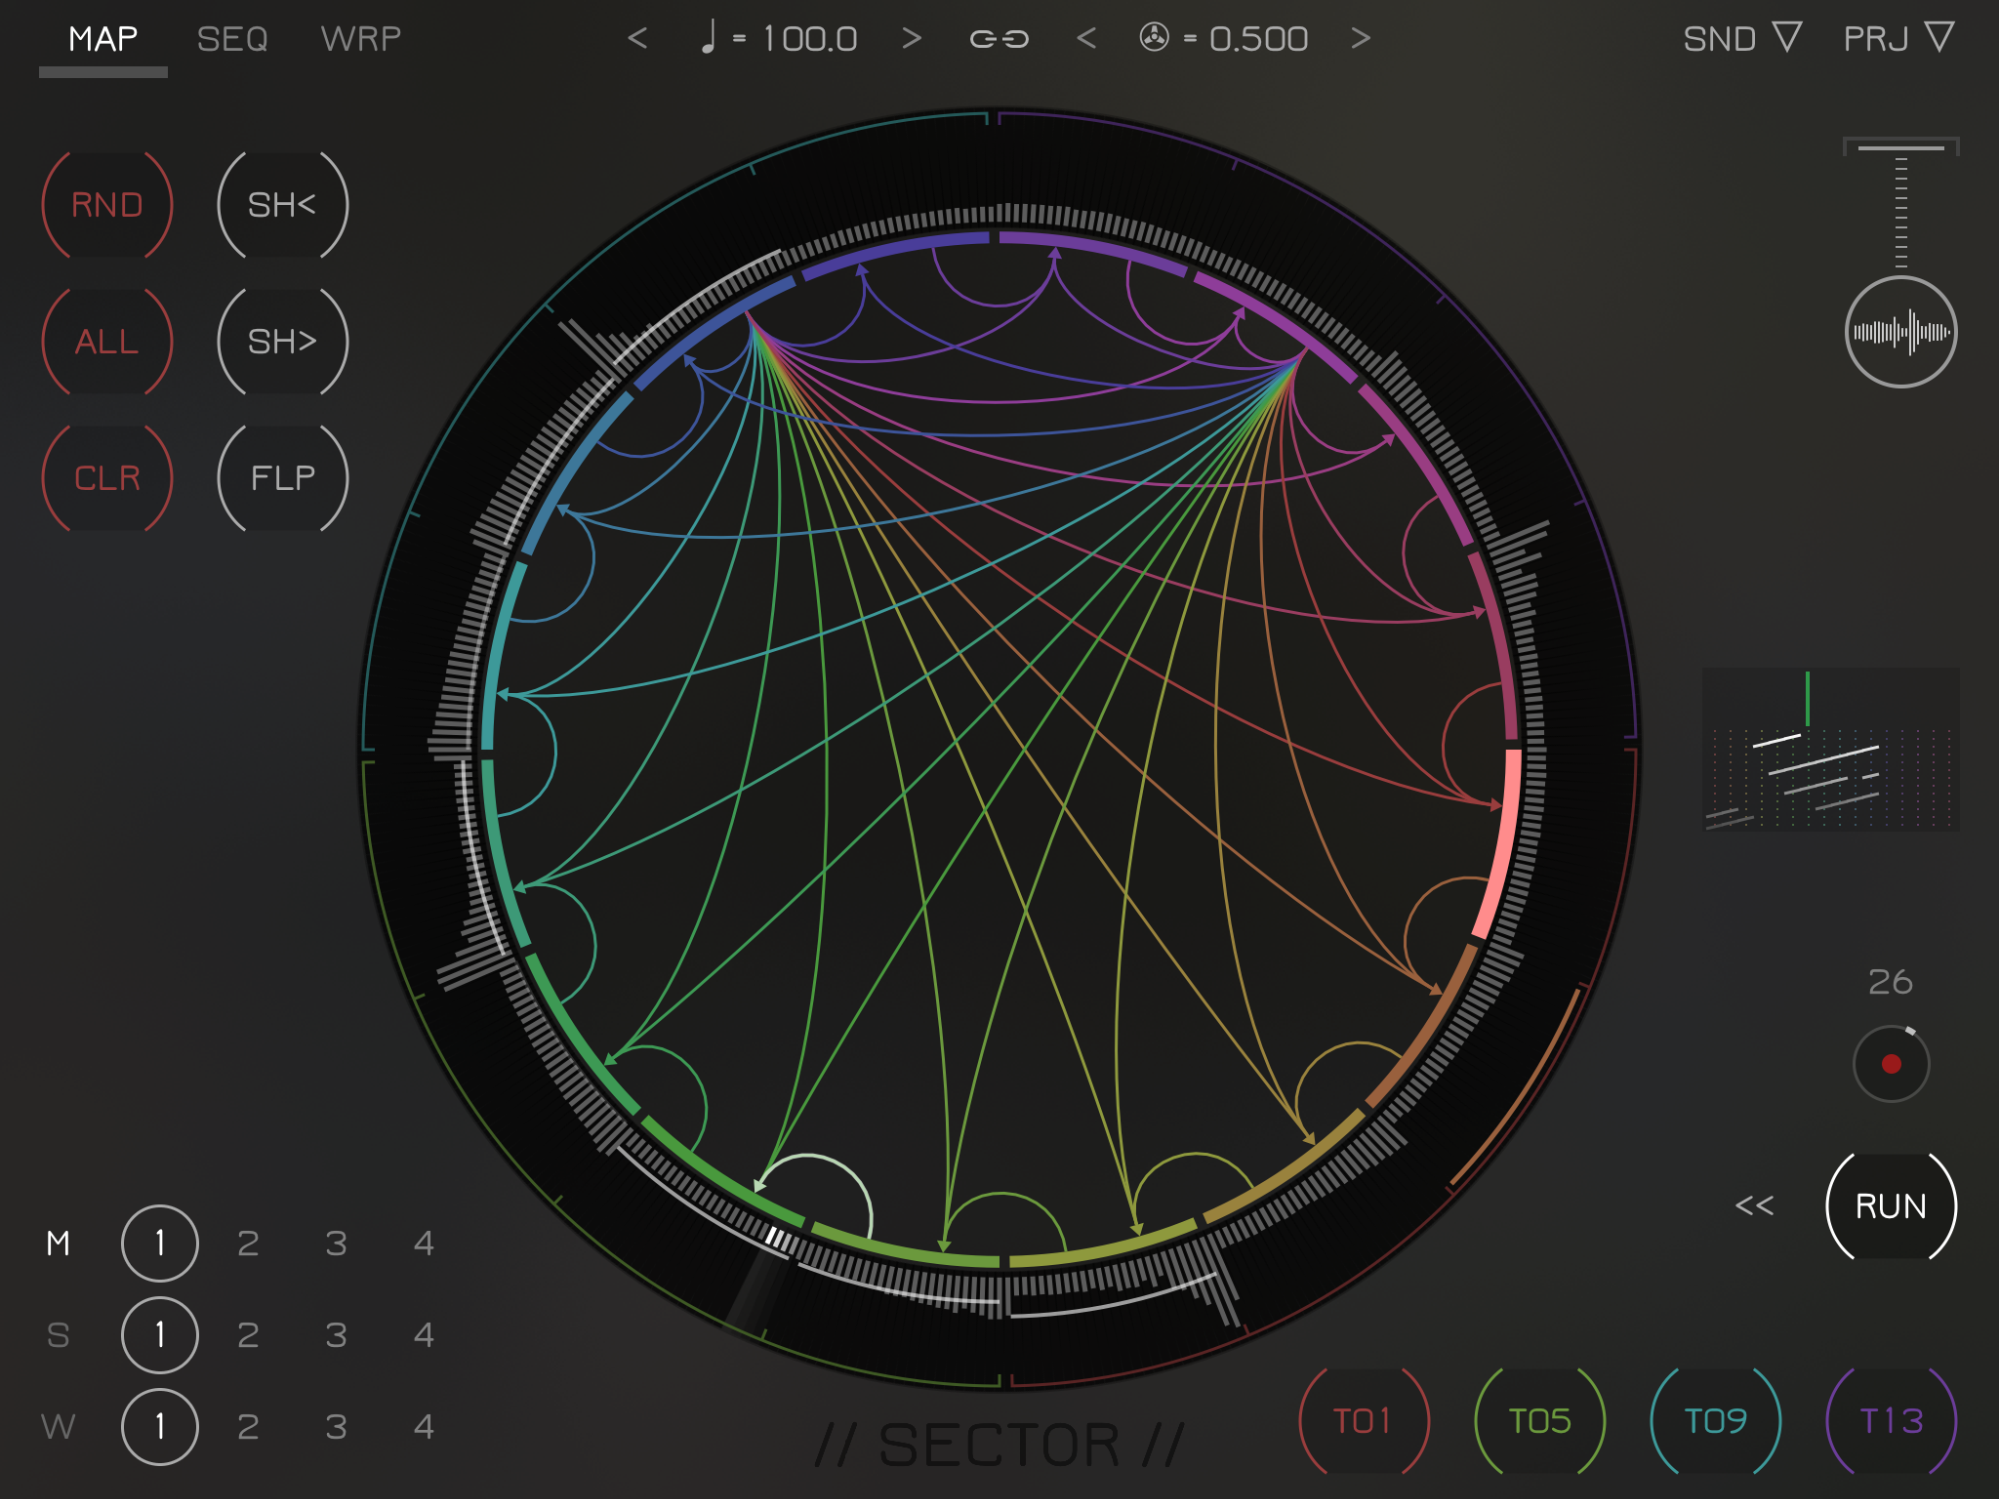 MAP SEQ WRP < = 100.0 > < = 0.500 > SND PRJ
RND SH<
ALL SH>
CLR FLP
26
<< RUN
M 1 2 3 4
S 1 2 3 4
W 1 2 3 4
// SECTOR //
T01 T05 T09 T13